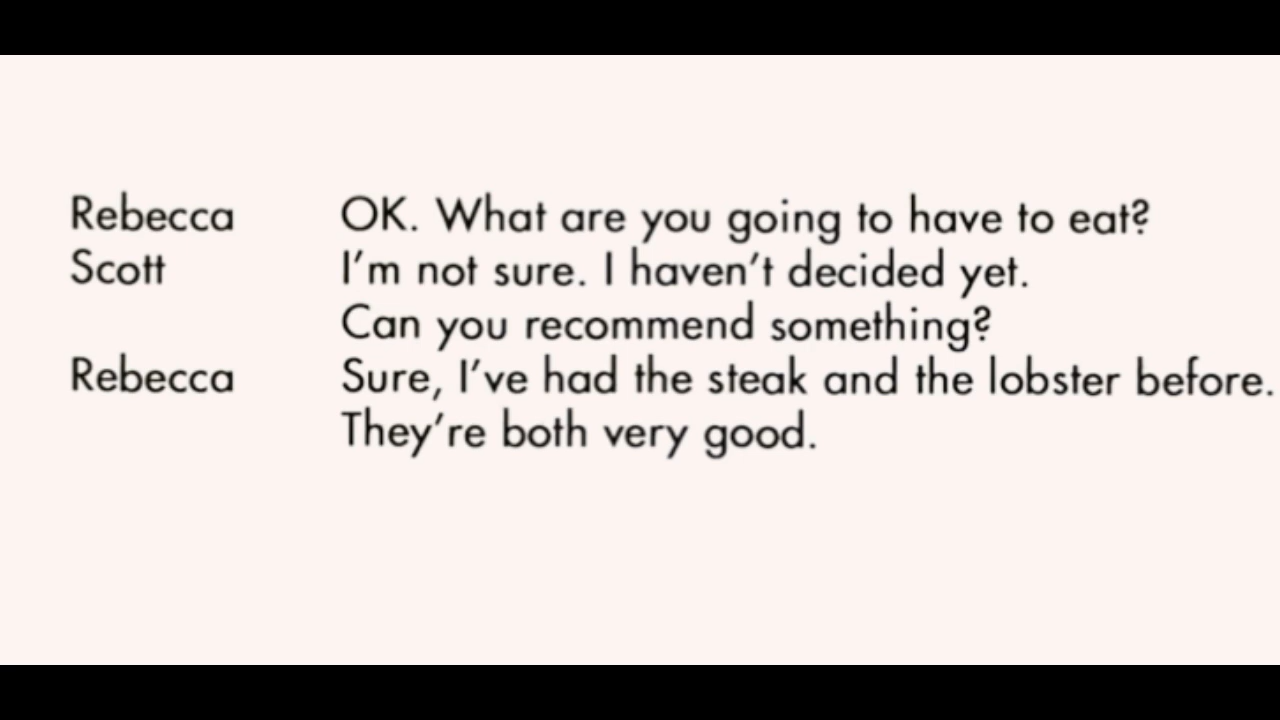 Rebecca OK. What are you going to have to eat?
Scott I'm not sure. I haven't decided yet.
Can you recommend something?
Rebecca Sure, I've had the steak and the lobster before.
They're both very good.